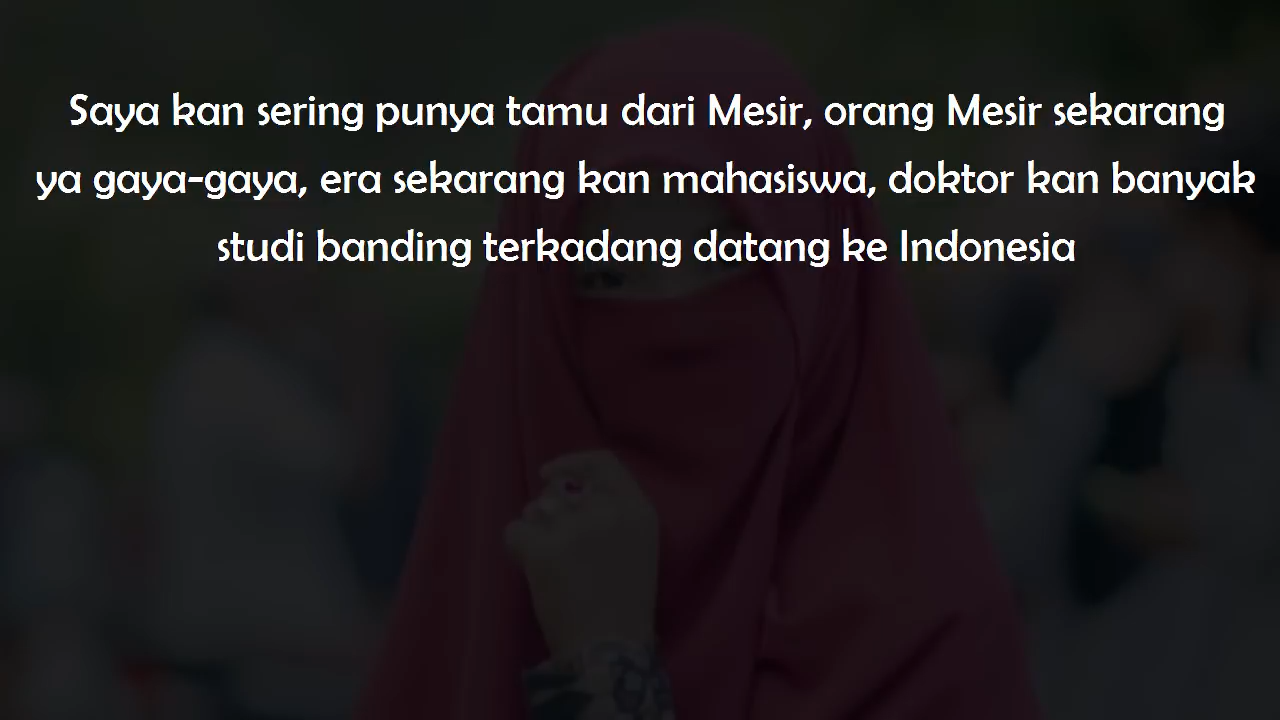 Saya kan sering punya tamu dari Mesir, orang Mesir sekarang
ya gaya-gaya, era sekarang kan mahasiswa, doktor kan banyak
studi banding terkadang datang ke Indonesia